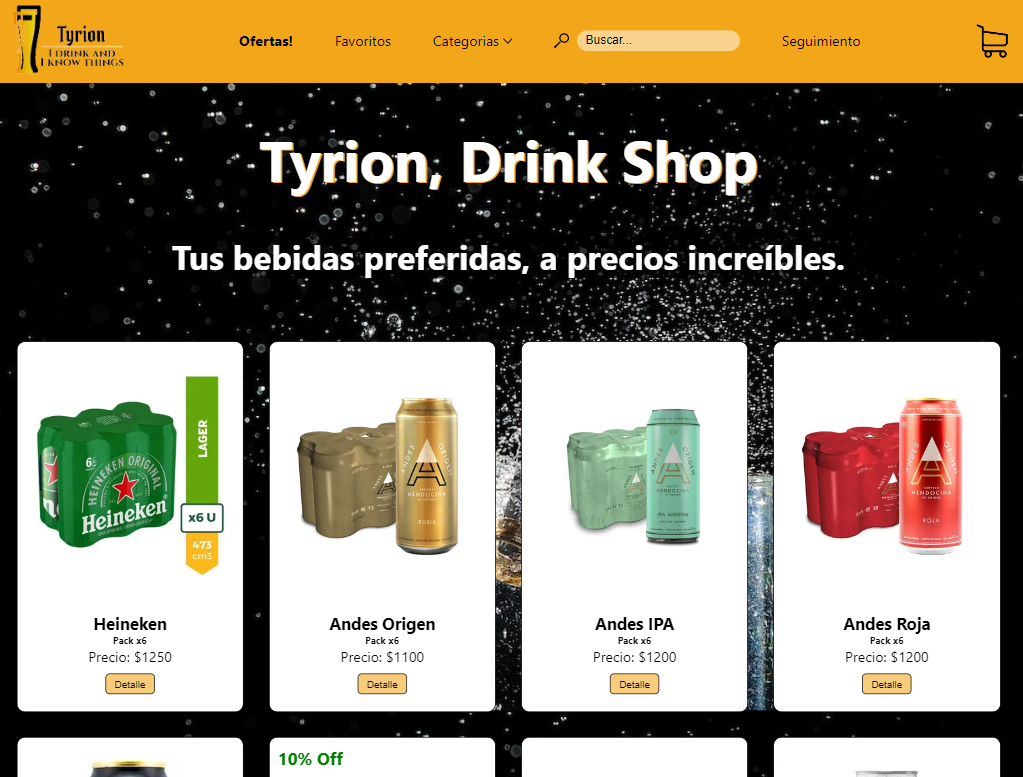 Tyrion
I DRINK AND
I KNOW THINGS
Ofertas!
Favoritos
Categorias
Buscar...
Seguimiento
Tyrion, Drink Shop
Tus bebidas preferidas, a precios increíbles.
LAGER
HEINEKEN ORIGINAL
Heineken
x6 U
473
cm3
Heineken
Pack x6
Precio: $1250
Detalle
ANDES ORIGEN
MENDOCINA
RUBIA
Andes Origen
Pack x6
Precio: $1100
Detalle
ANDES ORIGEN
MENDOCINA
IPA ANDINA
Andes IPA
Pack x6
Precio: $1200
Detalle
ANDES ORIGEN
MENDOCINA
ROJA
Andes Roja
Pack x6
Precio: $1200
Detalle
10% Off